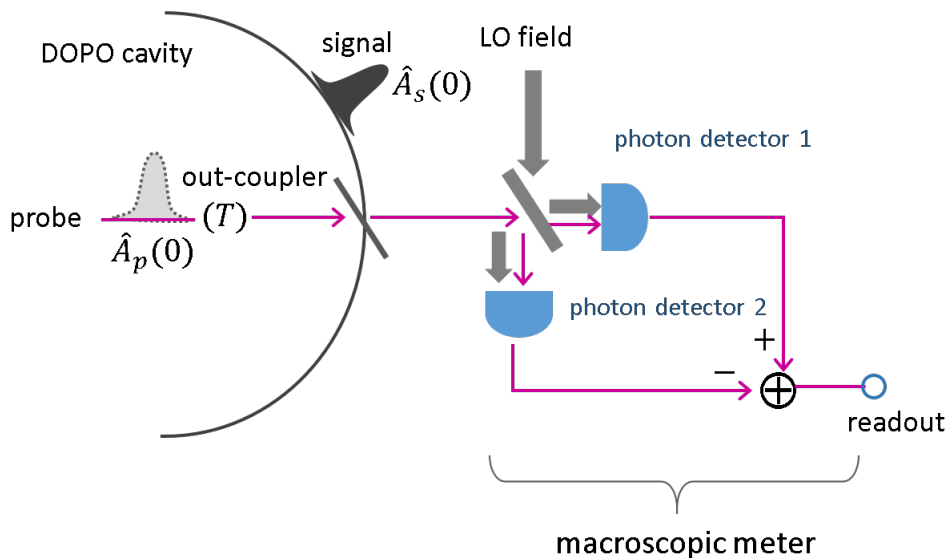 DOPO cavity
signal
Â_s(0)
LO field
photon detector 1
out-coupler
(T)
probe
Â_p(0)
photon detector 2
+
−
readout
macroscopic meter